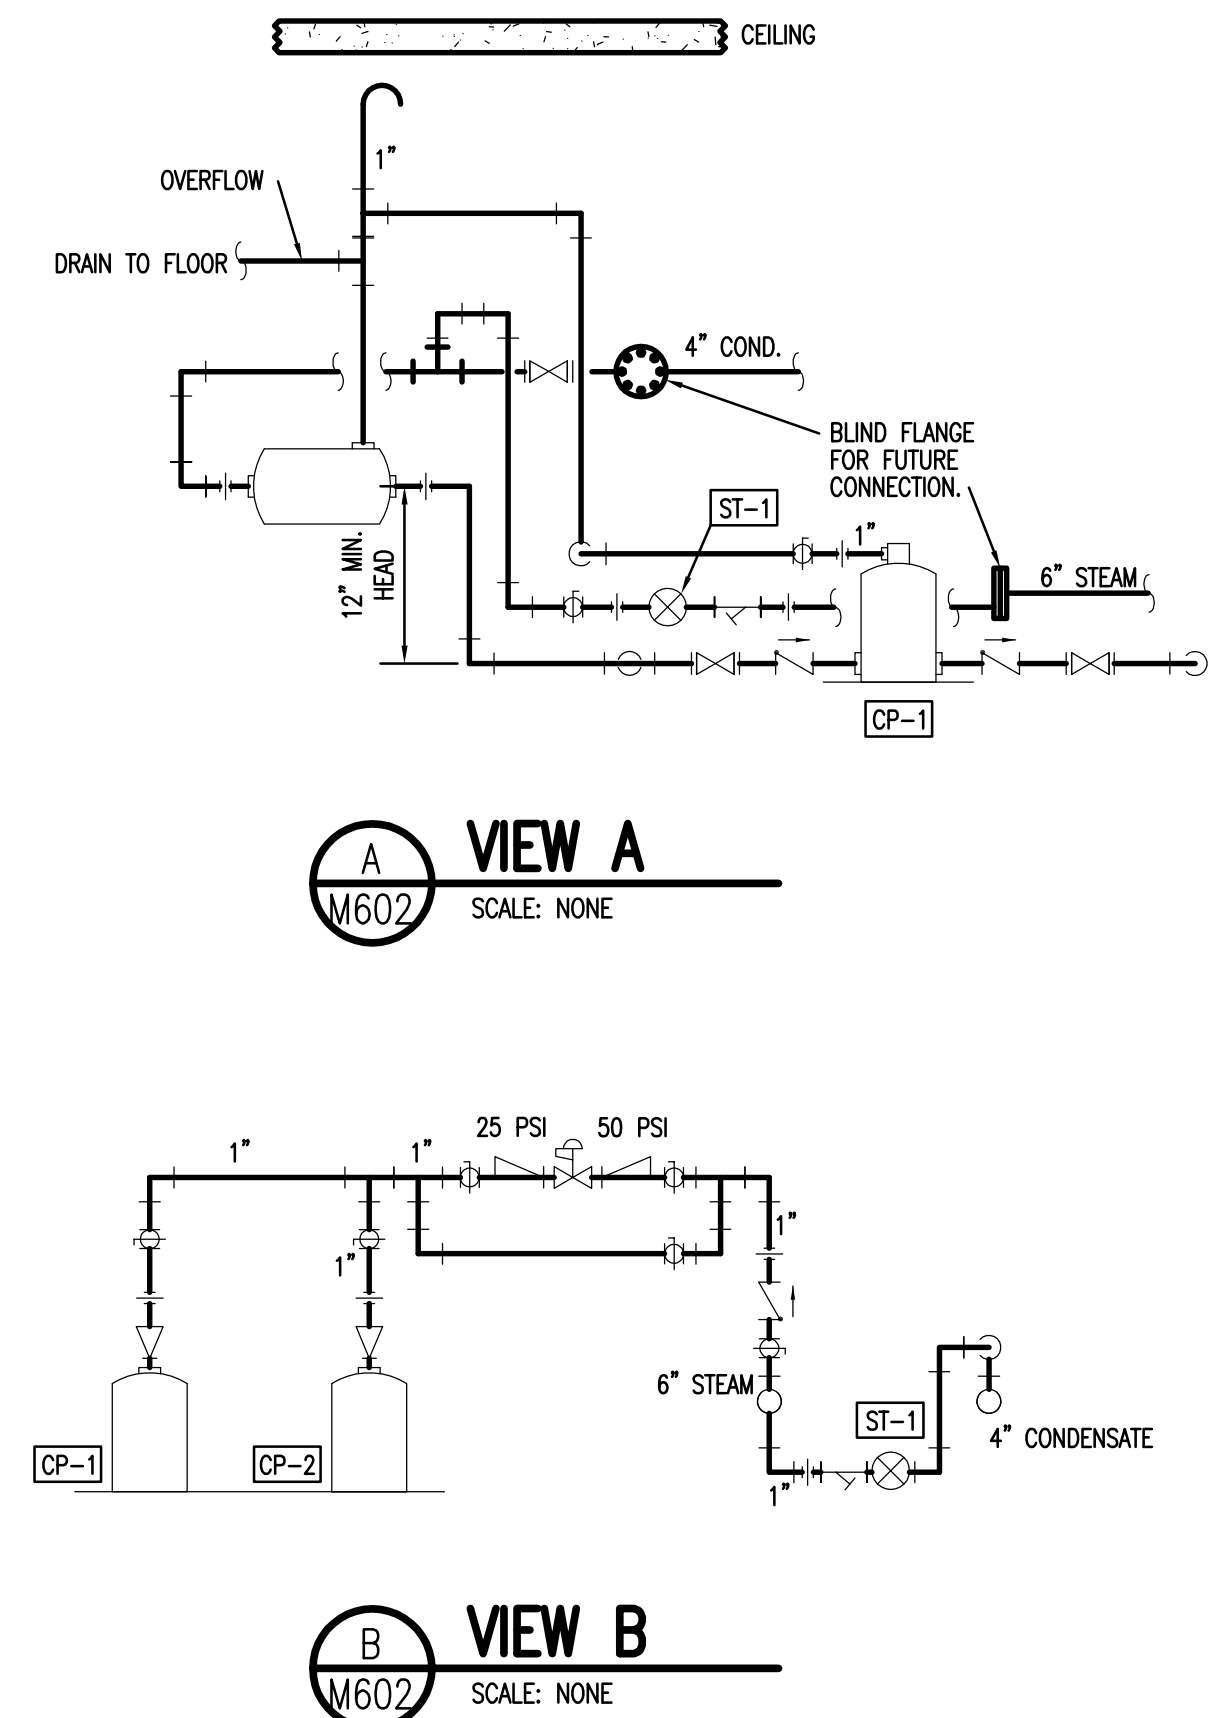 CEILING
1”
OVERFLOW
DRAIN TO FLOOR
4” COND.
BLIND FLANGE
FOR FUTURE
CONNECTION.
ST-1
1”
6” STEAM
12” MIN.
HEAD
CP-1
A
M602
VIEW A
SCALE: NONE
25 PSI
50 PSI
1”
1”
1”
1”
6” STEAM
ST-1
4” CONDENSATE
CP-1
CP-2
1”
B
M602
VIEW B
SCALE: NONE